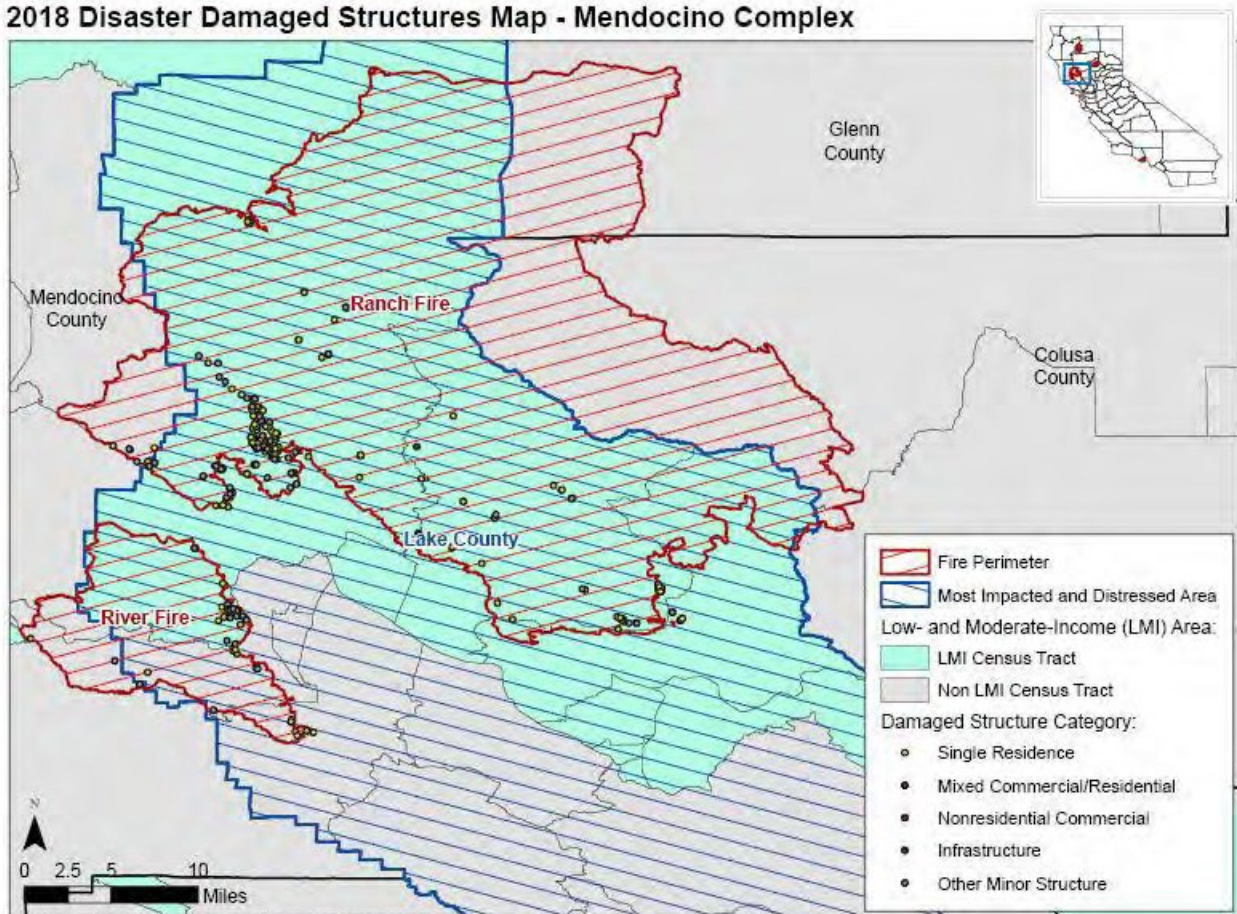 2018 Disaster Damaged Structures Map - Mendocino Complex
Glenn
County
Mendocino
County
Ranch Fire
Colusa
County
Lake County
River Fire
Fire Perimeter
Most Impacted and Distressed Area
Low- and Moderate-Income (LMI) Area:
LMI Census Tract
Non LMI Census Tract
Damaged Structure Category:
Single Residence
Mixed Commercial/Residential
Nonresidential Commercial
Infrastructure
Other Minor Structure
N
0 2.5 5 10
Miles